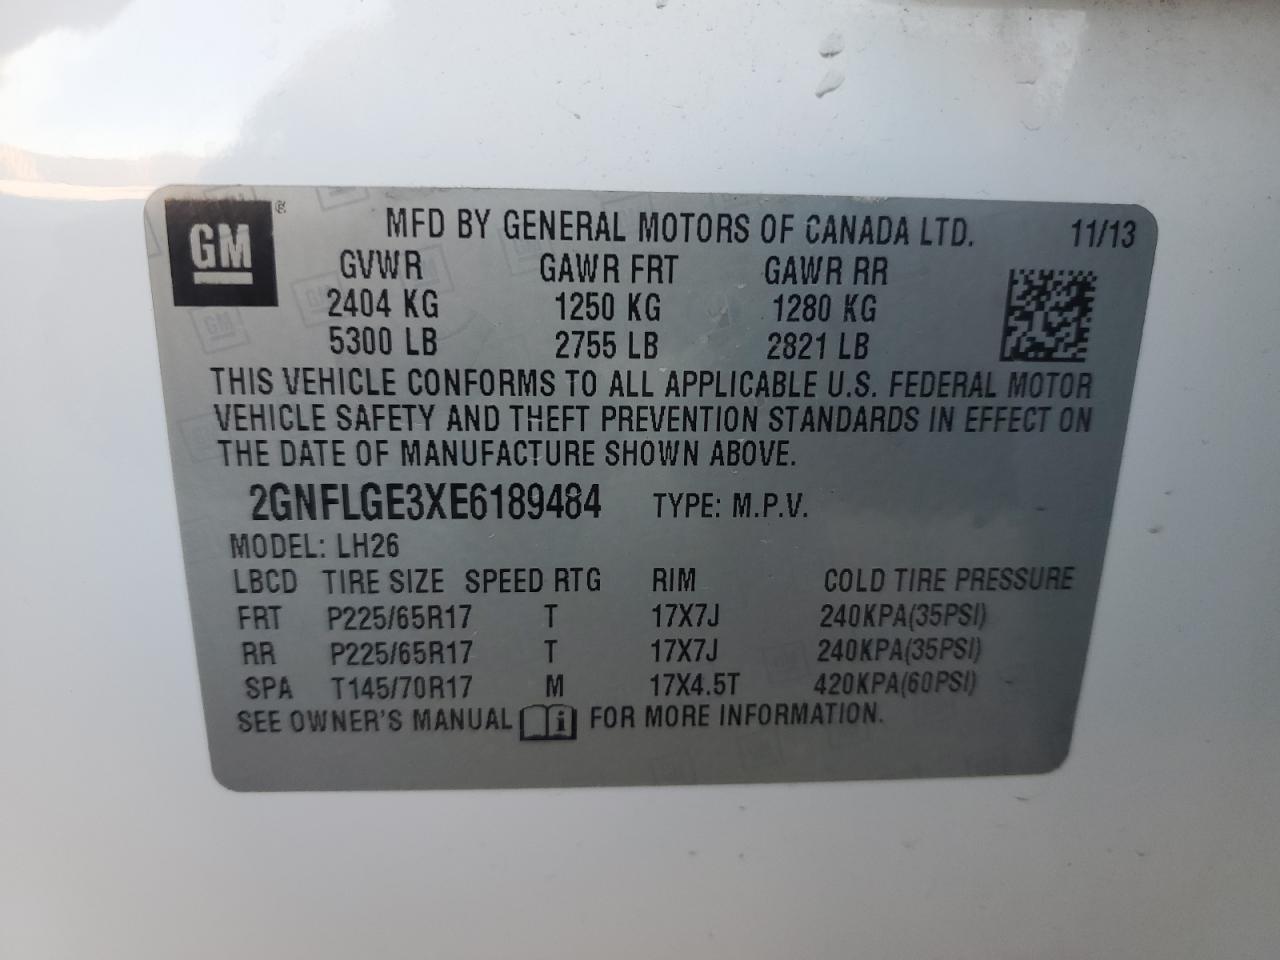 GM ®
MFD BY GENERAL MOTORS OF CANADA LTD. 11/13
GVWR GAWR FRT GAWR RR
2404 KG 1250 KG 1280 KG
5300 LB 2755 LB 2821 LB
THIS VEHICLE CONFORMS TO ALL APPLICABLE U.S. FEDERAL MOTOR
VEHICLE SAFETY AND THEFT PREVENTION STANDARDS IN EFFECT ON
THE DATE OF MANUFACTURE SHOWN ABOVE.
2GNFLGE3XE6189484 TYPE: M.P.V.
MODEL: LH26
LBCD TIRE SIZE SPEED RTG RIM COLD TIRE PRESSURE
FRT P225/65R17 T 17X7J 240KPA(35PSI)
RR P225/65R17 T 17X7J 240KPA(35PSI)
SPA T145/70R17 M 17X4.5T 420KPA(60PSI)
SEE OWNER'S MANUAL i FOR MORE INFORMATION.